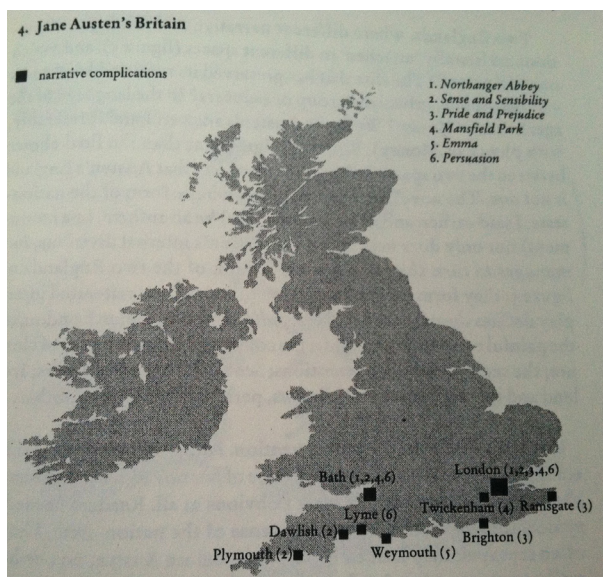 4. Jane Austen's Britain
narrative complications
1. Northanger Abbey
2. Sense and Sensibility
3. Pride and Prejudice
4. Mansfield Park
5. Emma
6. Persuasion
Bath (1,2,4,6)
London (1,2,3,4,6)
Lyme (6)
Twickenham (4)
Ramsgate (3)
Dawlish (2)
Brighton (3)
Plymouth (2)
Weymouth (5)